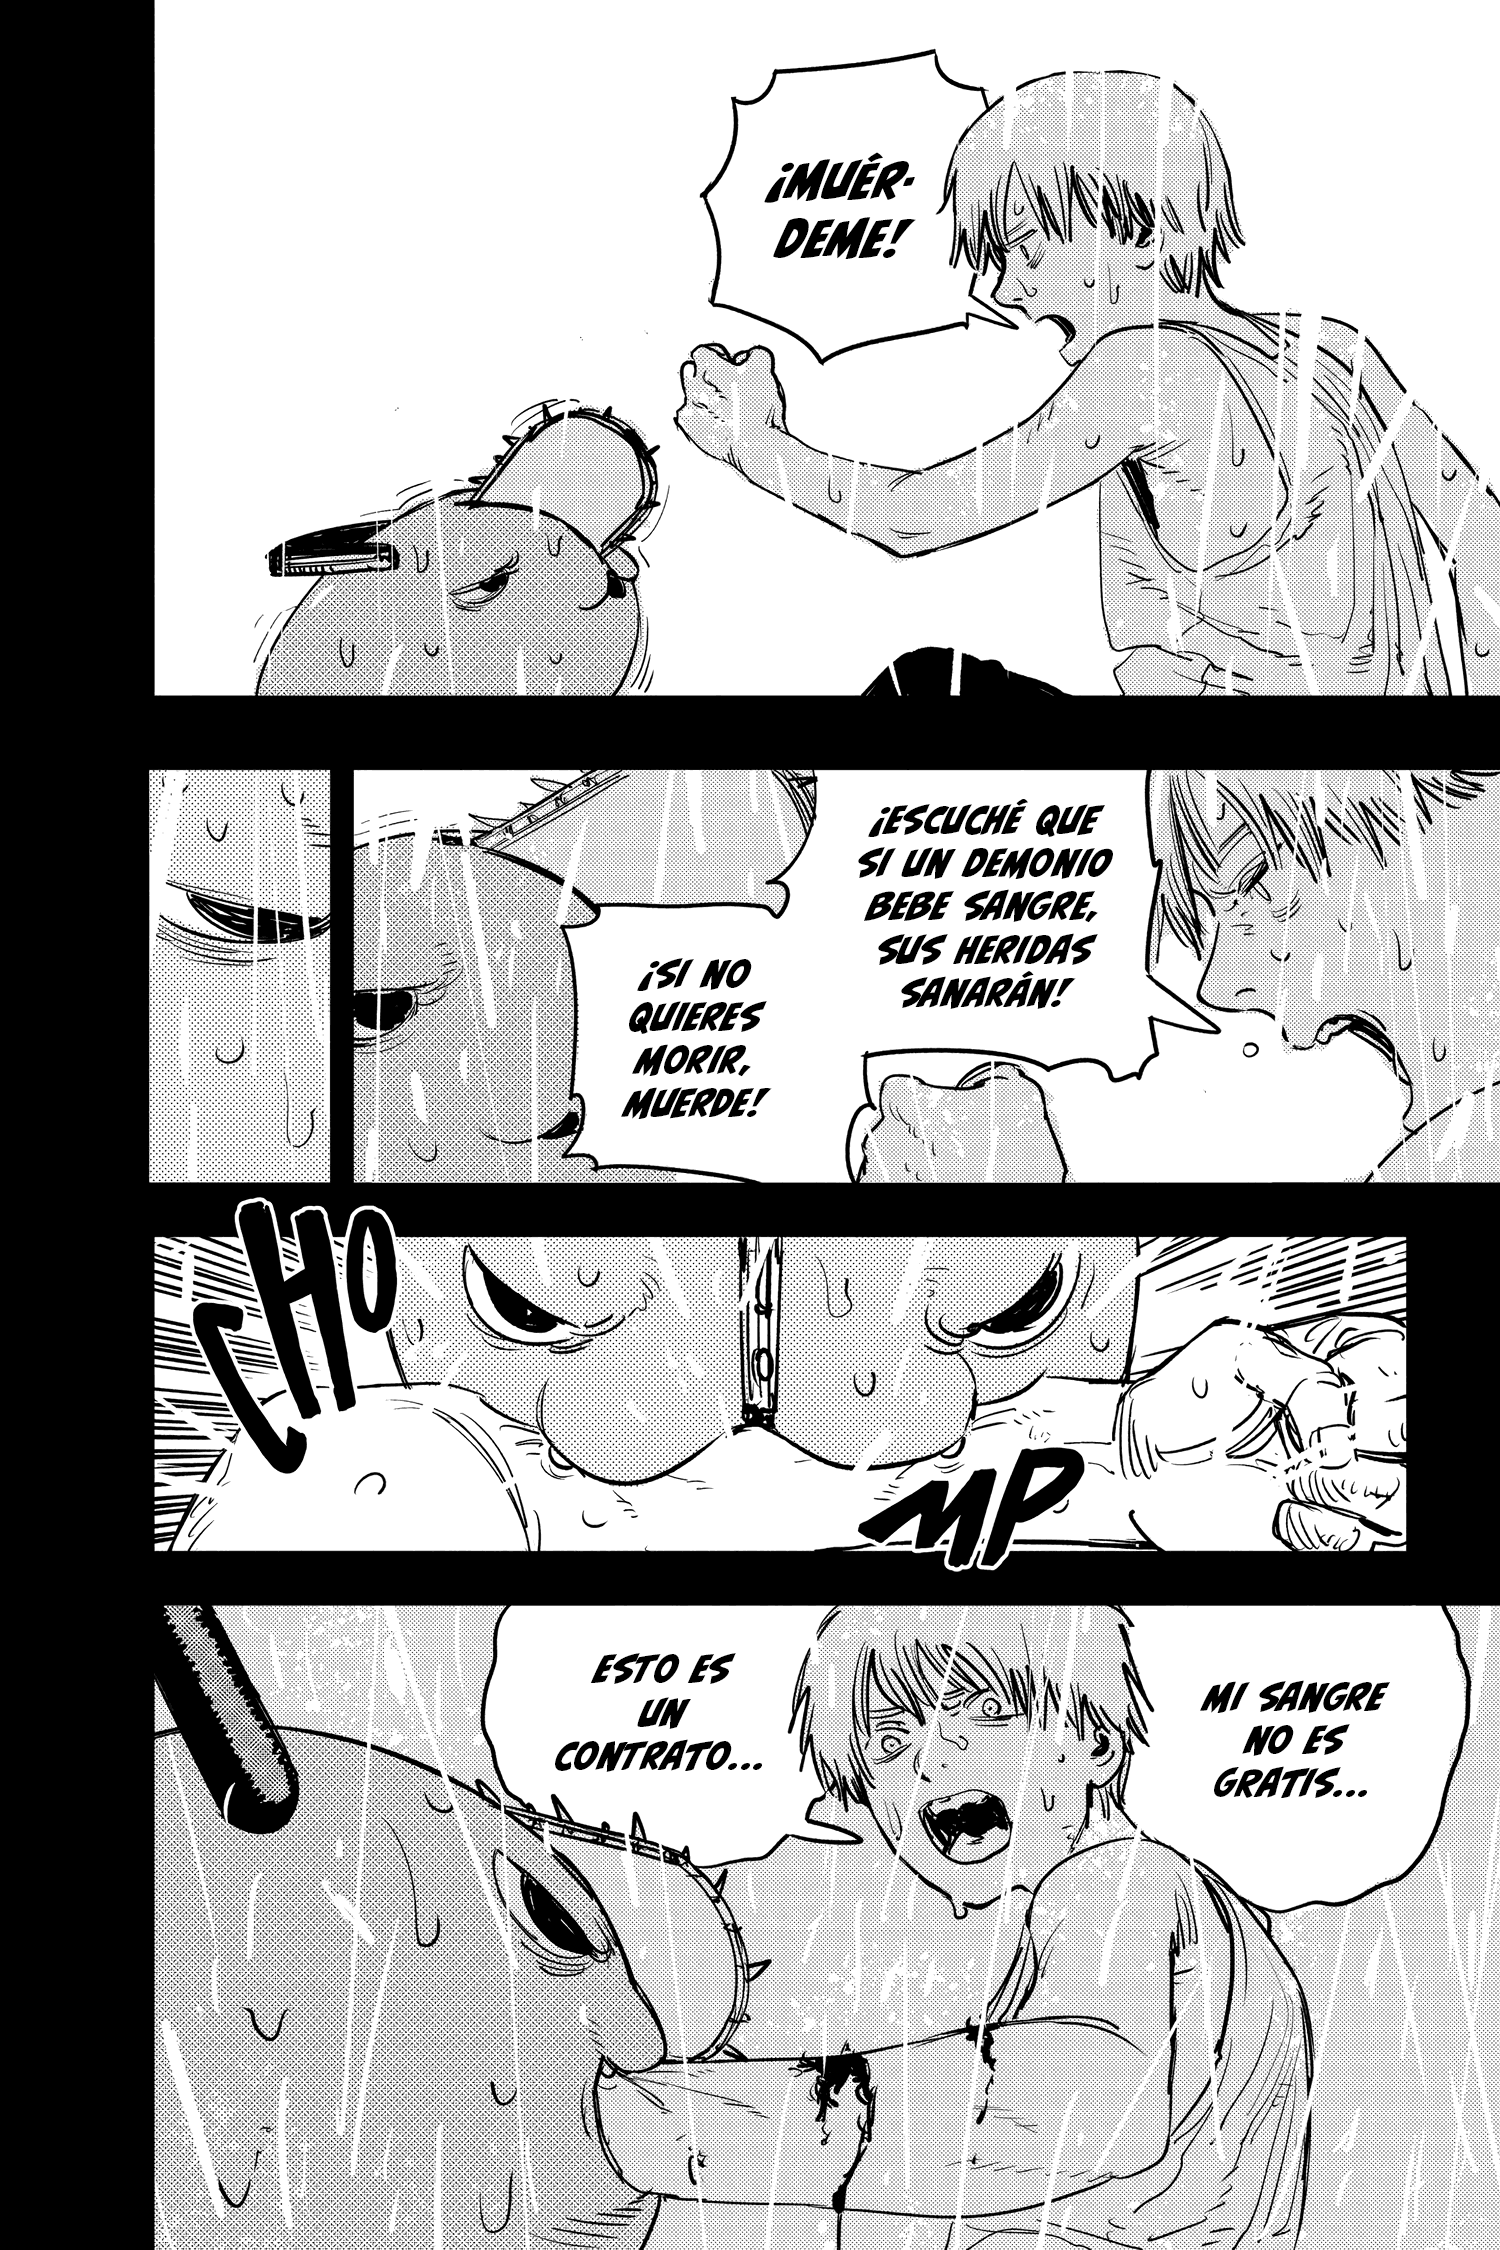 ¡MUÉR-
DEME!
¡ESCUCHÉ QUE
SI UN DEMONIO
BEBE SANGRE,
SUS HERIDAS
SANARÁN!
¡SI NO
QUIERES
MORIR,
MUERDE!
CHO
MP
MI SANGRE
NO ES
GRATIS...
ESTO ES
UN
CONTRATO...